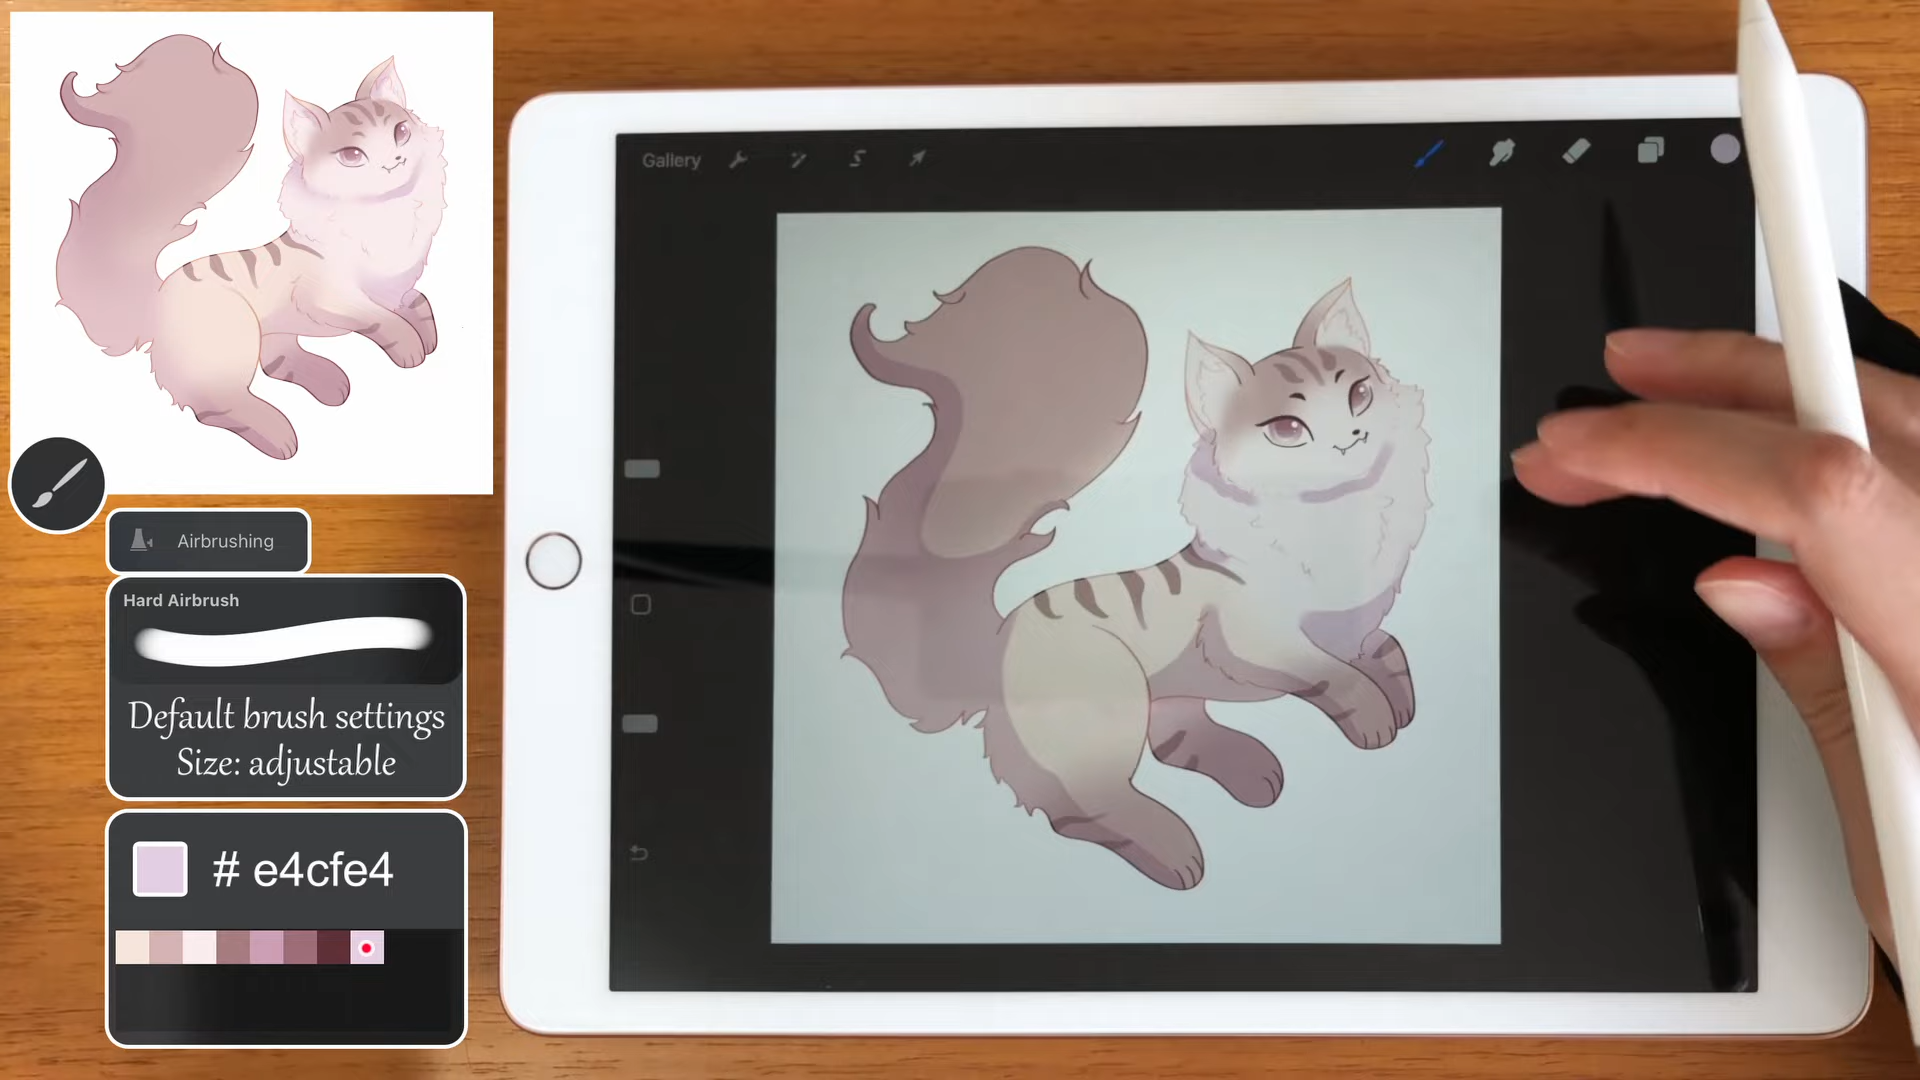 Gallery
Airbrushing
Hard Airbrush
Default brush settings
Size: adjustable
# e4cfe4